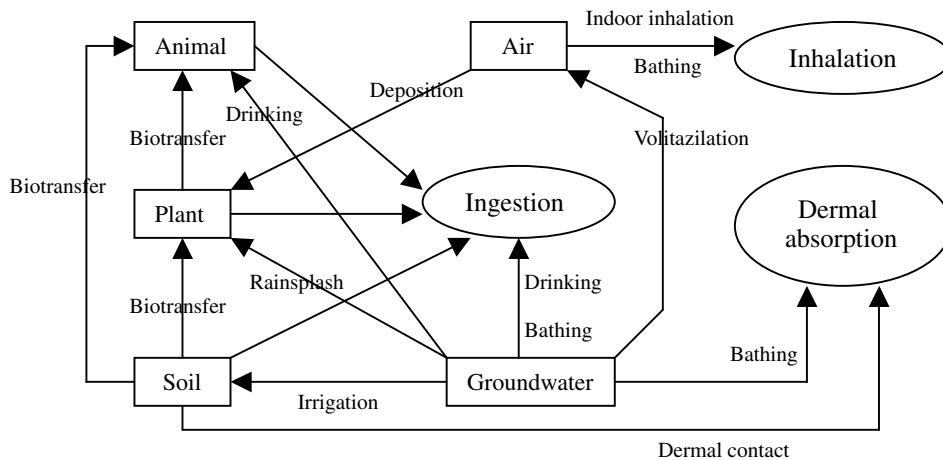 Indoor inhalation
Animal
Air
Inhalation
Bathing
Deposition
Drinking
Biotransfer
Volitazilation
Biotransfer
Plant
Ingestion
Dermal
absorption
Rainsplash
Drinking
Biotransfer
Bathing
Bathing
Soil
Groundwater
Irrigation
Dermal contact